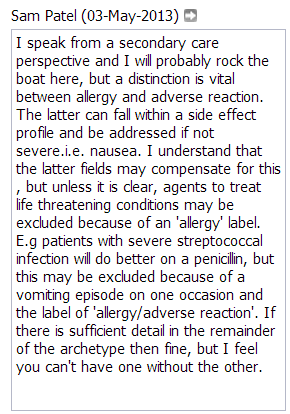 Sam Patel (03-May-2013)
I speak from a secondary care
perspective and I will probably rock the
boat here, but a distinction is vital
between allergy and adverse reaction.
The latter can fall within a side effect
profile and be addressed if not
severe.i.e. nausea. I understand that
the latter fields may compensate for this
, but unless it is clear, agents to treat
life threatening conditions may be
excluded because of an 'allergy' label.
E.g patients with severe streptococcal
infection will do better on a penicillin, but
this may be excluded because of a
vomiting episode on one occasion and
the label of 'allergy/adverse reaction'. If
there is sufficient detail in the remainder
of the archetype then fine, but I feel
you can't have one without the other.